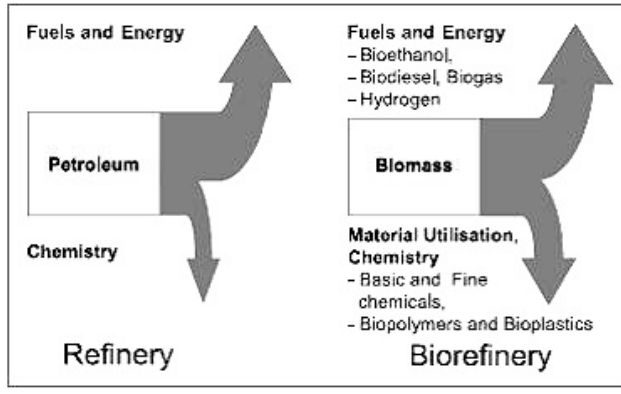 Fuels and Energy
Petroleum
Chemistry
Refinery
Fuels and Energy
– Bioethanol,
– Biodiesel, Biogas
– Hydrogen
Biomass
Material Utilisation,
Chemistry
– Basic and Fine
chemicals,
– Biopolymers and Bioplastics
Biorefinery